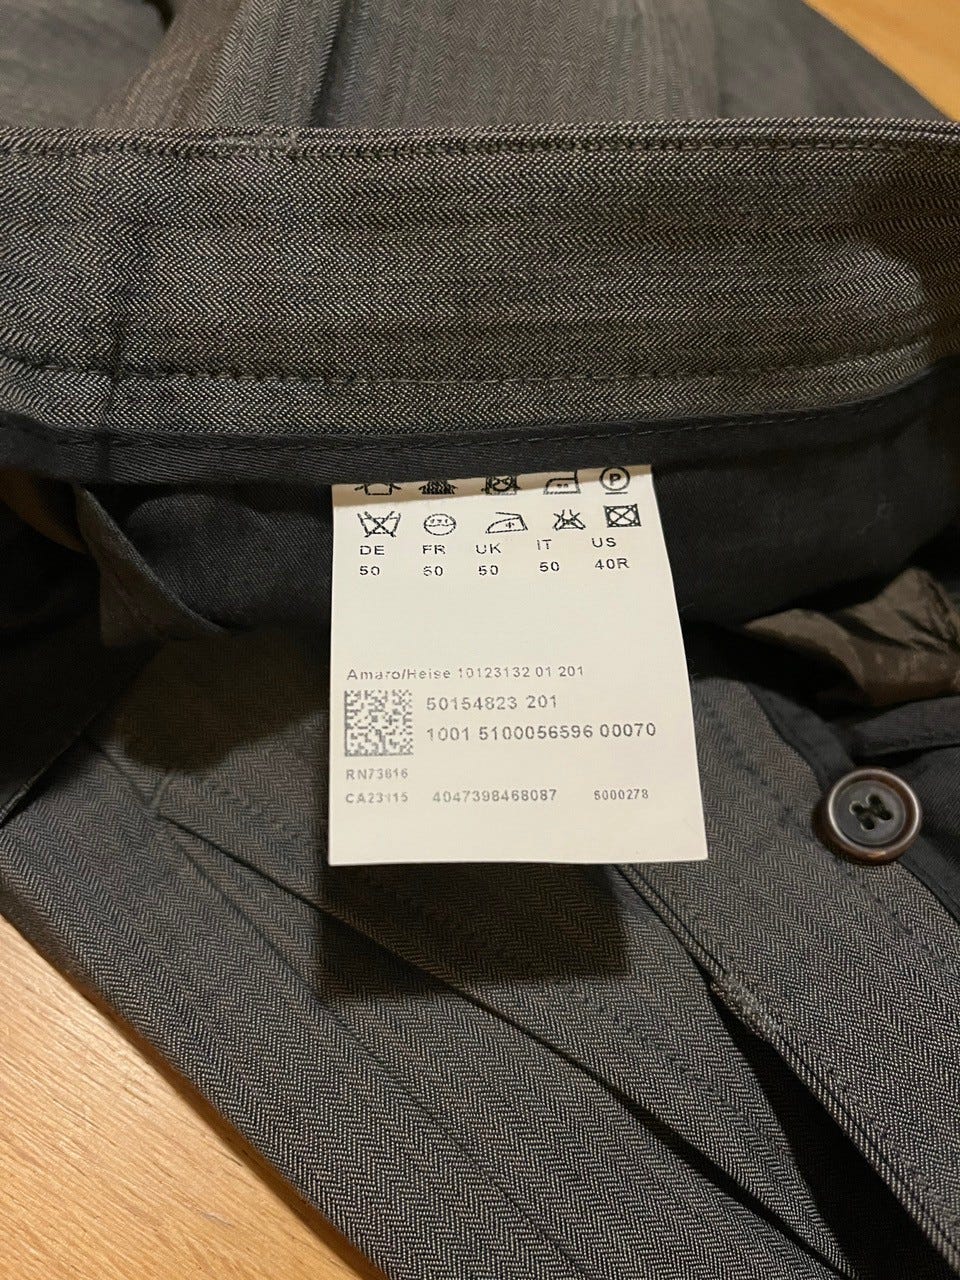 P
DE FR UK IT US
50 50 50 50 40R
Amaro/Heise 10123132 01 201
50154823 201
1001 5100056596 00070
RN73616
CA23115 4047398468087 6000278